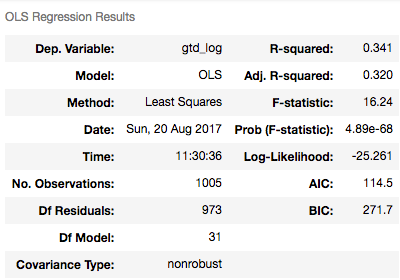 OLS Regression Results
Dep. Variable: gtd_log R-squared: 0.341
Model: OLS Adj. R-squared: 0.320
Method: Least Squares F-statistic: 16.24
Date: Sun, 20 Aug 2017 Prob (F-statistic): 4.89e-68
Time: 11:30:36 Log-Likelihood: -25.261
No. Observations: 1005 AIC: 114.5
Df Residuals: 973 BIC: 271.7
Df Model: 31
Covariance Type: nonrobust